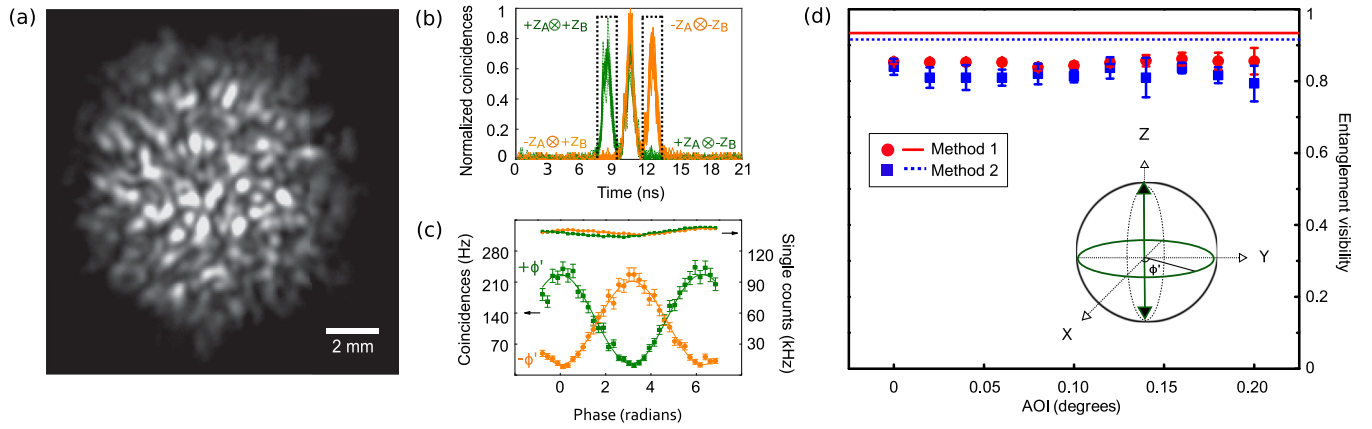 (a)
2 mm
(b)
Normalized coincidences
1
0.8
0.6
0.4
0.2
0
+Z_A⊗+Z_B
-Z_A⊗-Z_B
-Z_A⊗+Z_B
+Z_A⊗-Z_B
0 3 6 9 12 15 18 21
Time (ns)
(c)
Coincidences (Hz)
280
210
140
70
+ϕ'
-ϕ'
120
90
60
30
Single counts (kHz)
0 2 4 6
Phase (radians)
(d)
Method 1
Method 2
Z
Y
X
ϕ'
1
0.8
0.6
0.4
0.2
0
Entanglement visibility
0 0.05 0.10 0.15 0.20
AOI (degrees)